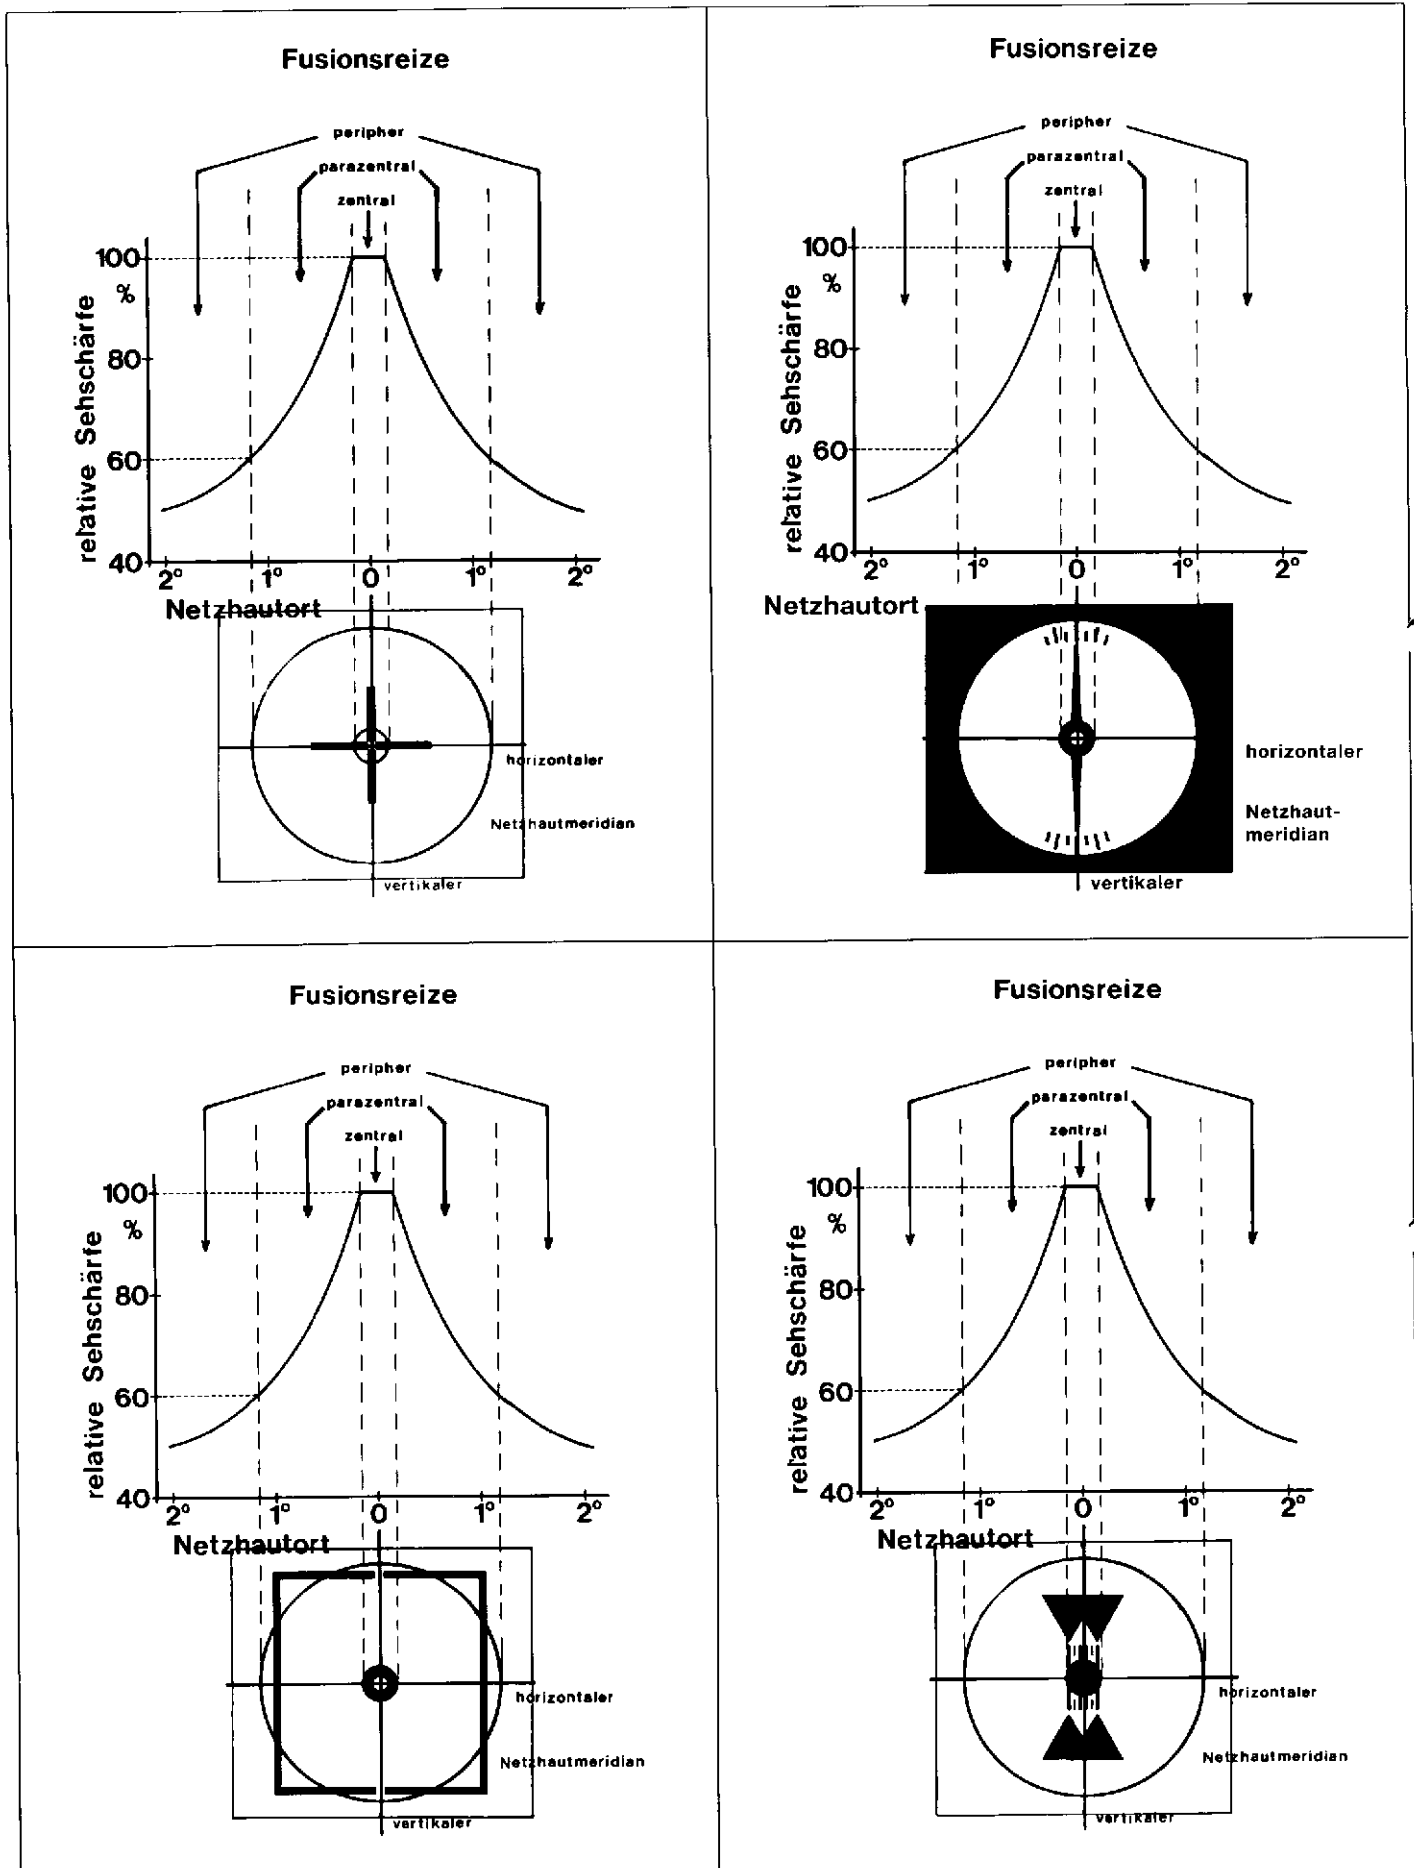 Fusionsreize
peripher
parazentral
zentral
100
%
80
60
40
relative Sehschärfe
2° 1° 0 1° 2°
Netzhautort
horizontaler
Netzhautmeridian
vertikaler
Fusionsreize
peripher
parazentral
zentral
100
%
80
60
40
relative Sehschärfe
2° 1° 0 1° 2°
Netzhautort
horizontaler
Netzhaut-
meridian
vertikaler
Fusionsreize
peripher
parazentral
zentral
100
%
80
60
40
relative Sehschärfe
2° 1° 0 1° 2°
Netzhautort
horizontaler
Netzhautmeridian
vertikaler
Fusionsreize
peripher
parazentral
zentral
100
%
80
60
40
relative Sehschärfe
2° 1° 0 1° 2°
Netzhautort
horizontaler
Netzhautmeridian
vertikaler